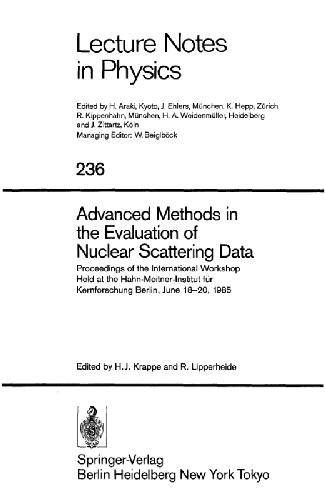 Lecture Notes
in Physics
Edited by H. Araki, Kyoto, J. Ehlers, München, K. Hepp, Zürich
R. Kippenhahn, München, H. A. Weidenmüller, Heidelberg
and J. Zittartz, Köln
Managing Editor: W. Beiglböck
236
Advanced Methods in
the Evaluation of
Nuclear Scattering Data
Proceedings of the International Workshop
Held at the Hahn-Meitner-Institut für
Kernforschung Berlin, June 18–20, 1985
Edited by H. J. Krappe and R. Lipperheide
Springer-Verlag
Berlin Heidelberg New York Tokyo